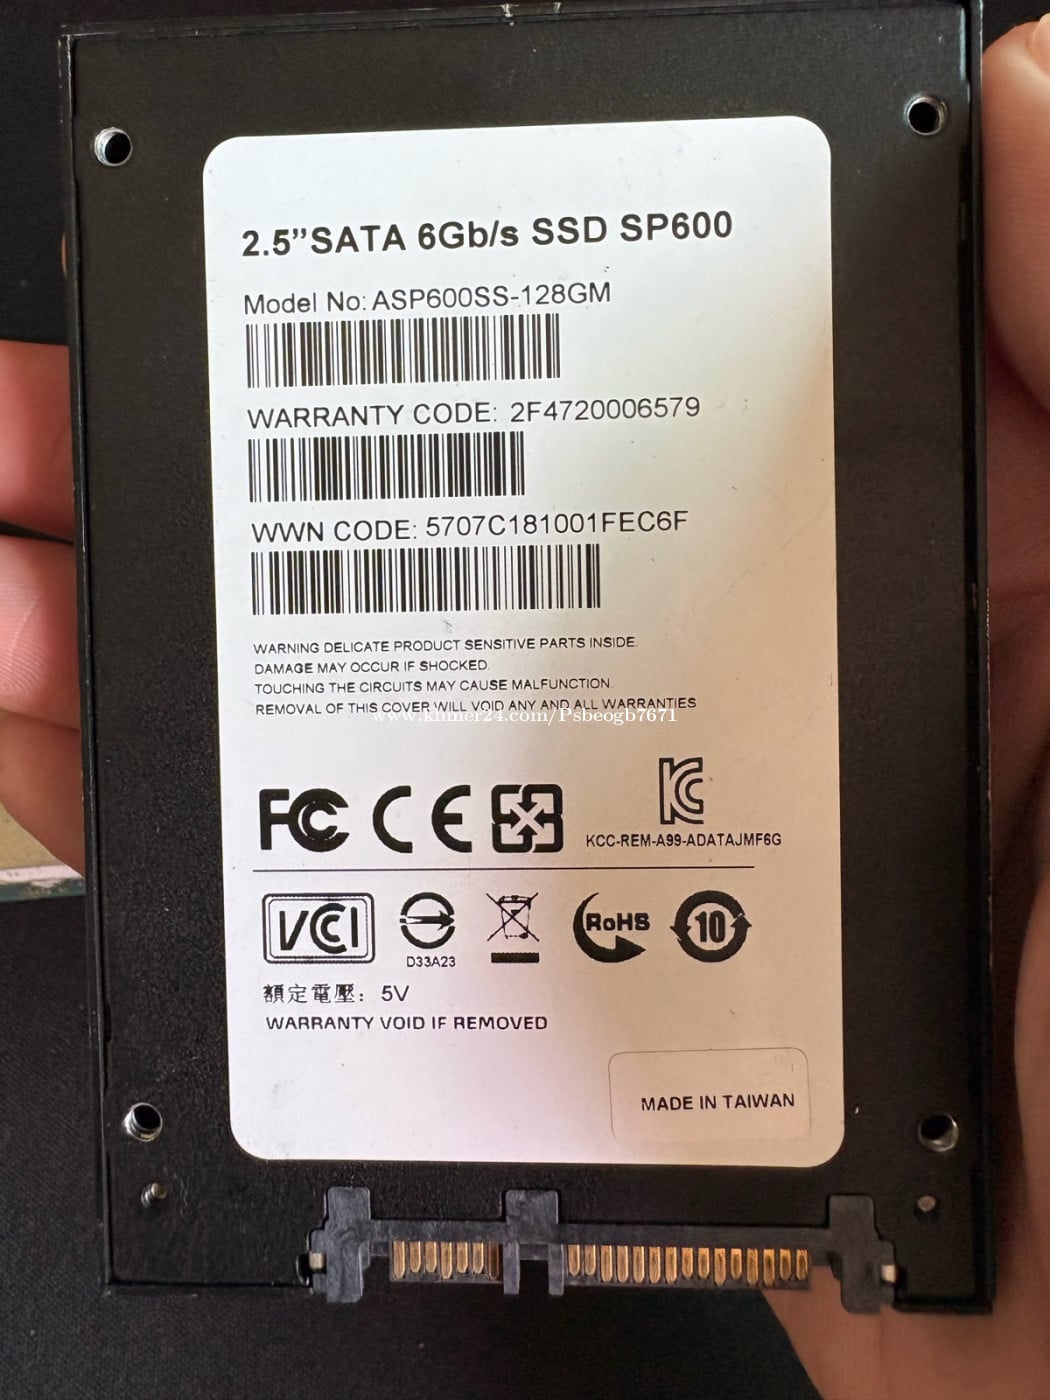 2.5”SATA 6Gb/s SSD SP600
Model No: ASP600SS-128GM
WARRANTY CODE: 2F4720006579
WWN CODE: 5707C181001FEC6F
WARNING DELICATE PRODUCT SENSITIVE PARTS INSIDE.
DAMAGE MAY OCCUR IF SHOCKED.
TOUCHING THE CIRCUITS MAY CAUSE MALFUNCTION.
REMOVAL OF THIS COVER WILL VOID ANY AND ALL WARRANTIES
www.khmer24.com/Psbeogb7671
FC CE KC
KCC-REM-A99-ADATAJMF6G
VCCI RoHS 10
D33A23
額定電壓：5V
WARRANTY VOID IF REMOVED
MADE IN TAIWAN